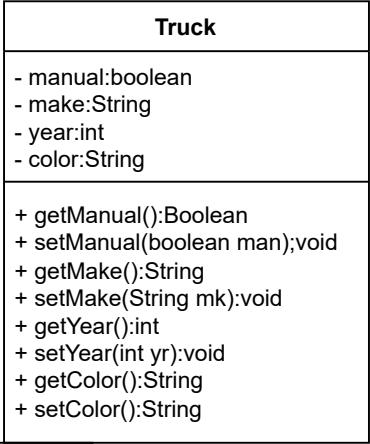 Truck
- manual:boolean
- make:String
- year:int
- color:String
+ getManual():Boolean
+ setManual(boolean man);void
+ getMake():String
+ setMake(String mk):void
+ getYear():int
+ setYear(int yr):void
+ getColor():String
+ setColor():String